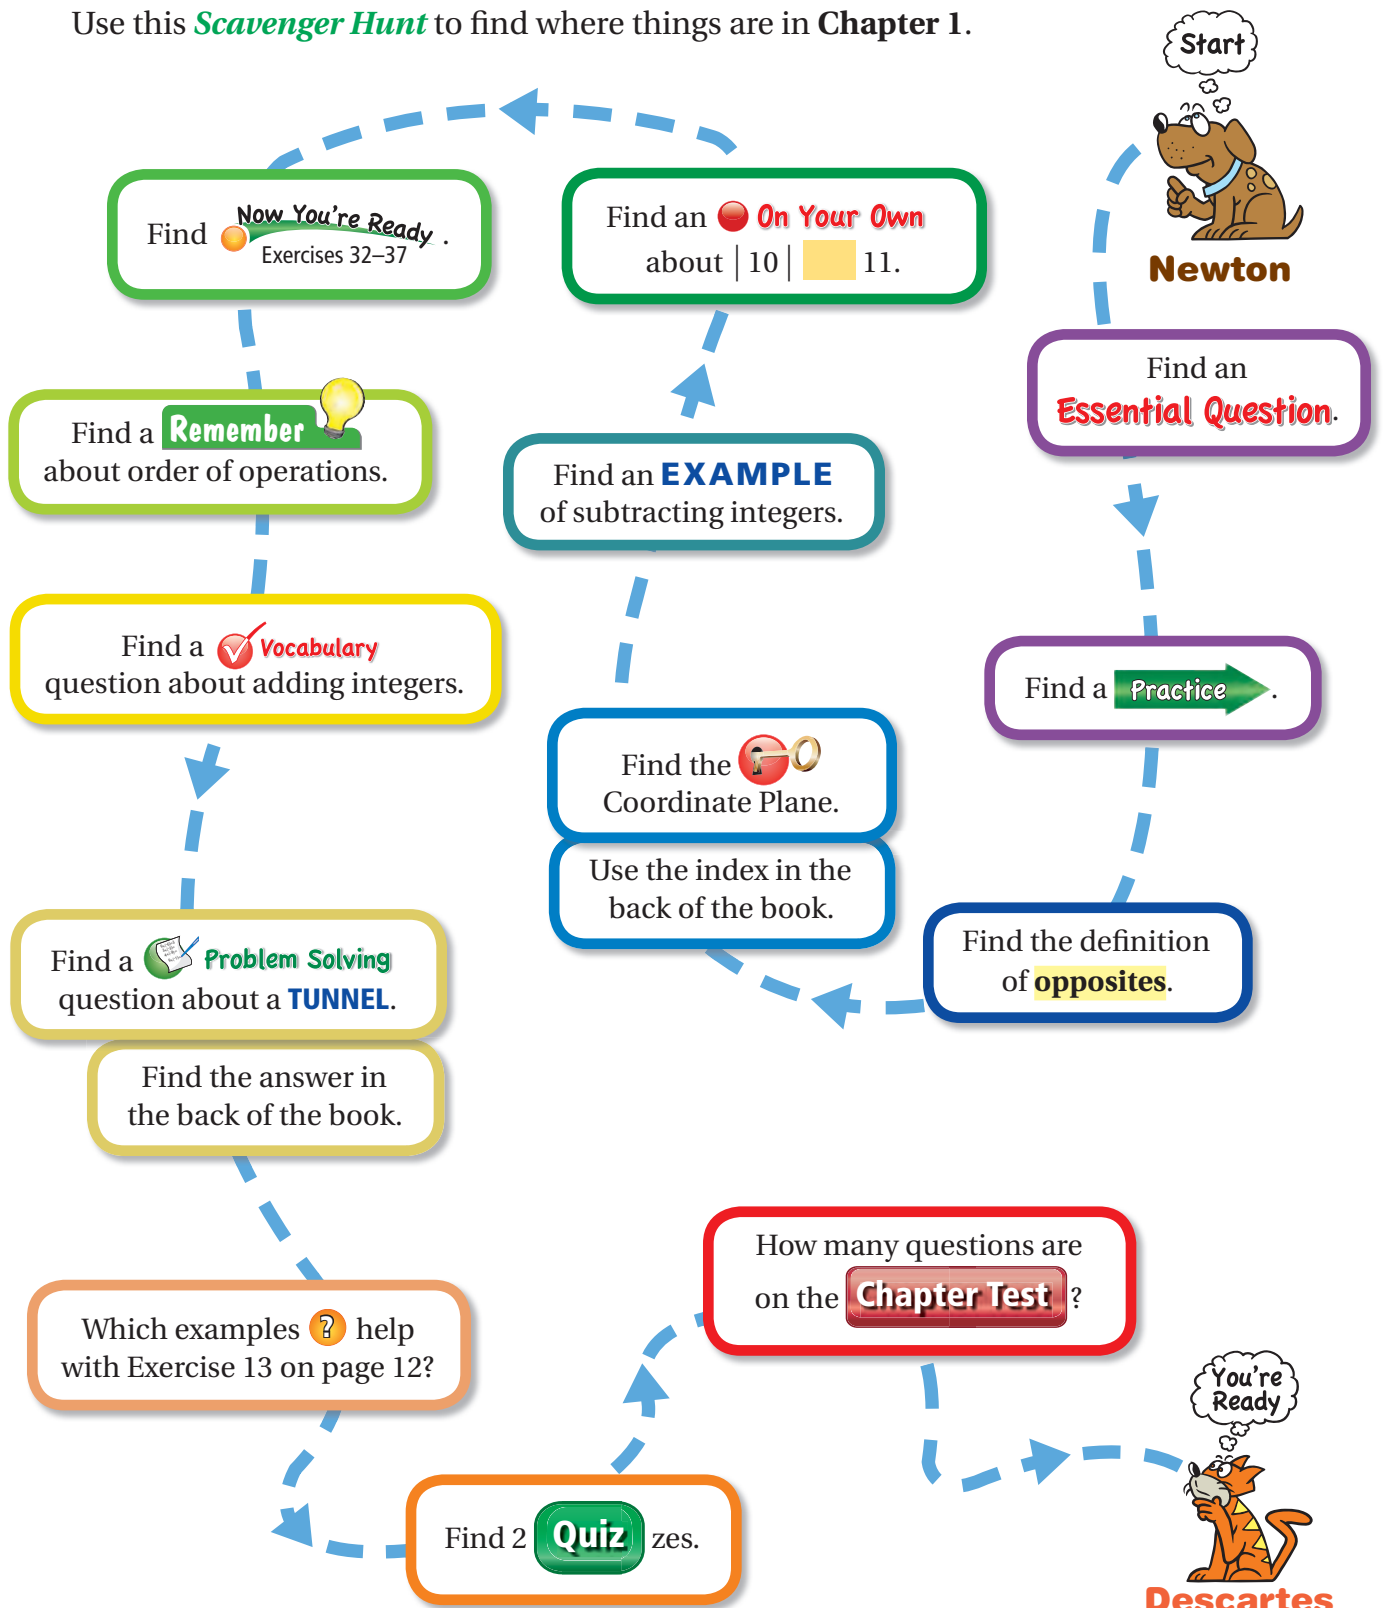 Use this Scavenger Hunt to find where things are in Chapter 1.
Start
Newton
Find an
Essential Question.
Find a Practice.
Find the definition
of opposites.
Find the
Coordinate Plane.
Use the index in the
back of the book.
Find an EXAMPLE
of subtracting integers.
Find an On Your Own
about | 10 | 11.
Find Now You're Ready.
Exercises 32–37
Find a Remember
about order of operations.
Find a Vocabulary
question about adding integers.
Find a Problem Solving
question about a TUNNEL.
Find the answer in
the back of the book.
Which examples ? help
with Exercise 13 on page 12?
Find 2 Quiz zes.
How many questions are
on the Chapter Test ?
You're
Ready
Descartes